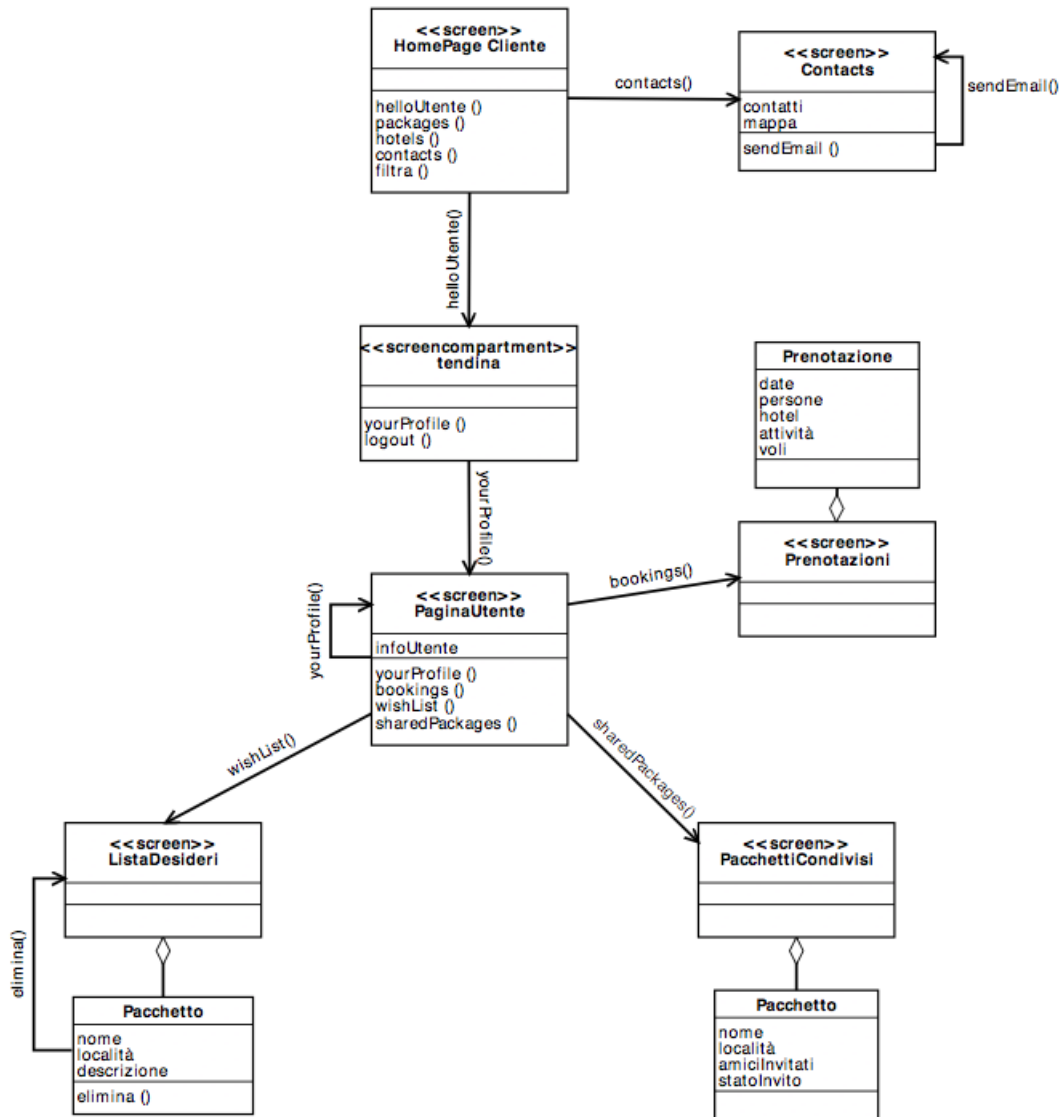 <<screen>>
HomePage Cliente
helloUtente ()
packages ()
hotels ()
contacts ()
filtra ()
contacts()
<<screen>>
Contacts
contatti
mappa
sendEmail ()
sendEmail()
helloUtente()
<<screencompartment>>
tendina
yourProfile ()
logout ()
yourProfile()
Prenotazione
date
persone
hotel
attività
voli
<<screen>>
Prenotazioni
bookings()
<<screen>>
PaginaUtente
infoUtente
yourProfile ()
bookings ()
wishList ()
sharedPackages ()
yourProfile()
wishList()
sharedPackages()
<<screen>>
ListaDesideri
elimina()
Pacchetto
nome
località
descrizione
elimina ()
<<screen>>
PacchettiCondivisi
Pacchetto
nome
località
amiciInvitati
statoInvito